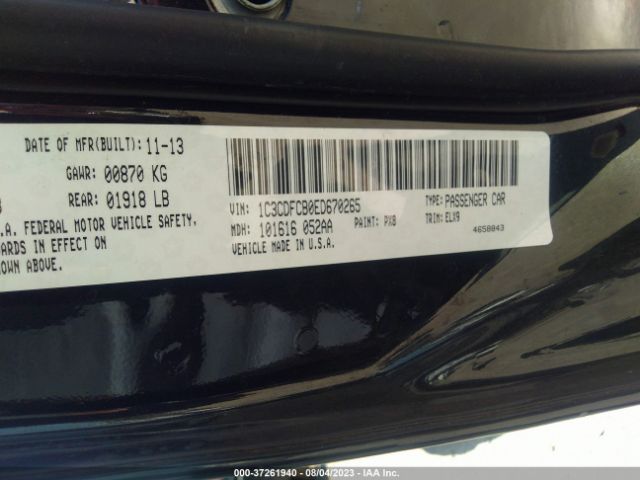 DATE OF MFR(BUILT): 11-13
GAWR: 00870 KG
REAR: 01918 LB
.A. FEDERAL MOTOR VEHICLE SAFETY.
ARDS IN EFFECT ON
OWN ABOVE.
VIN: 1C3CDFCB0ED670265
TYPE: PASSENGER CAR
MDH: 101616 052AA
PAINT: PX8
TRIM: ELX9
VEHICLE MADE IN U.S.A.
4658843
000-37261940 - 08/04/2023 - IAA Inc.